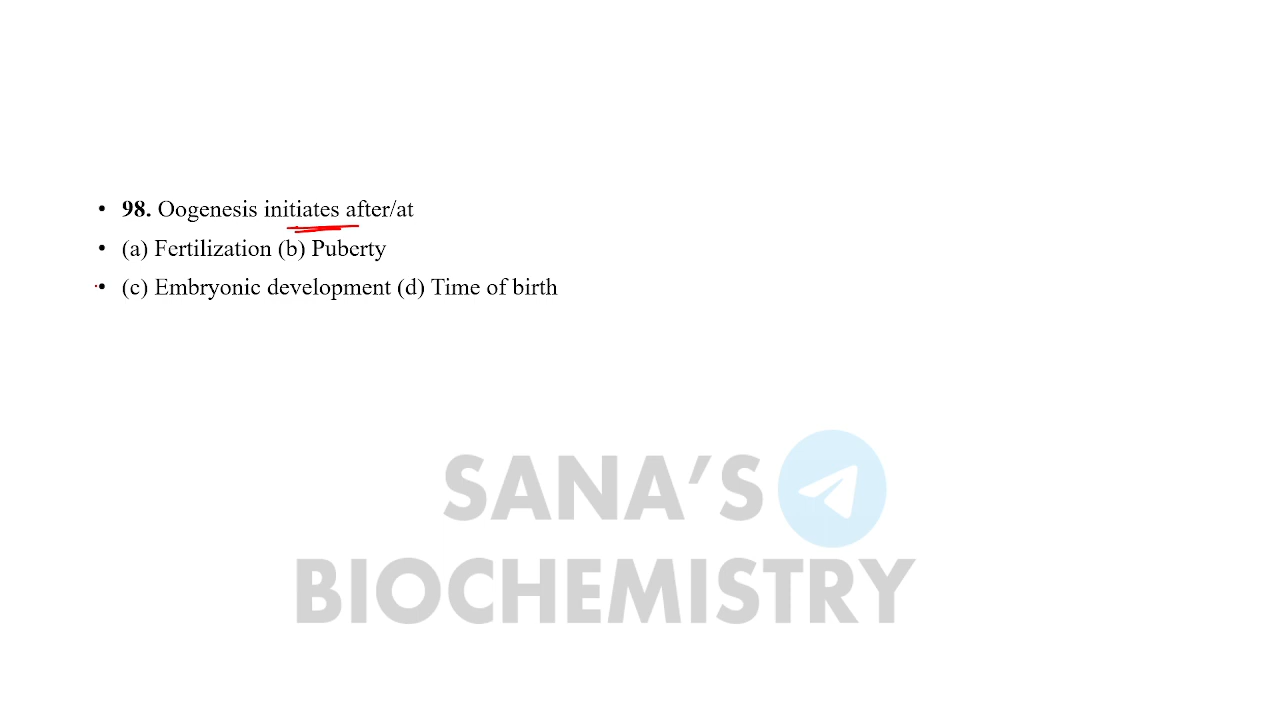 • 98. Oogenesis initiates after/at
• (a) Fertilization (b) Puberty
• (c) Embryonic development (d) Time of birth
SANA'S
BIOCHEMISTRY